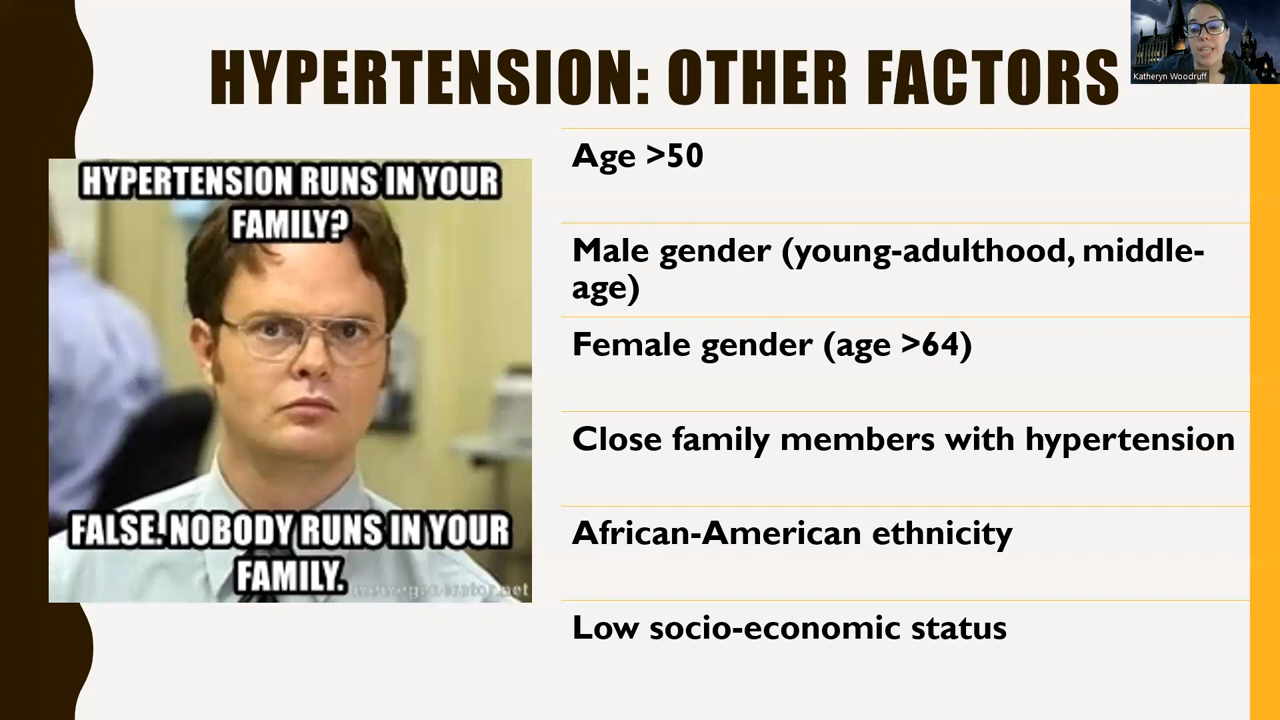 HYPERTENSION: OTHER FACTORS
Katheryn Woodruff
HYPERTENSION RUNS IN YOUR
FAMILY?
FALSE. NOBODY RUNS IN YOUR
FAMILY.
memegenerator.net
Age >50
Male gender (young-adulthood, middle-
age)
Female gender (age >64)
Close family members with hypertension
African-American ethnicity
Low socio-economic status